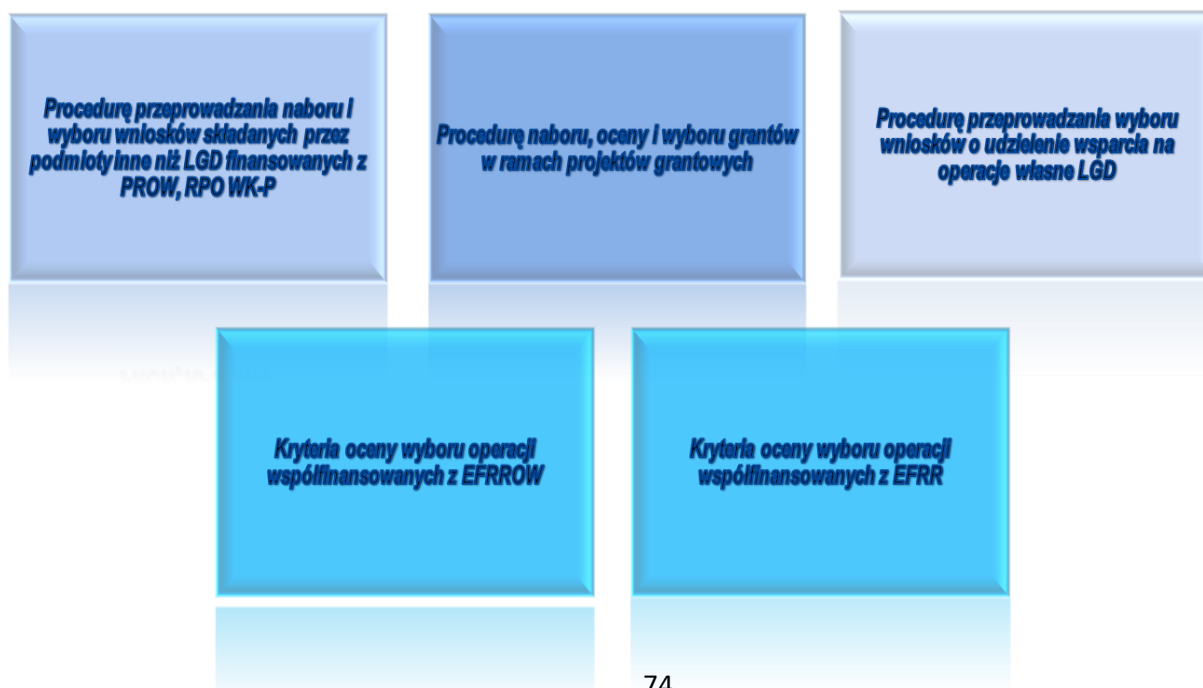 Procedurę przeprowadzania naboru i
wyboru wniosków składanych przez
podmioty inne niż LGD finansowanych z
PROW, RPO WK-P
Procedurę naboru, oceny i wyboru grantów
w ramach projektów grantowych
Procedurę przeprowadzania wyboru
wniosków o udzielenie wsparcia na
operacje własne LGD
Kryteria oceny wyboru operacji
współfinansowanych z EFRROW
Kryteria oceny wyboru operacji
współfinansowanych z EFRR
74